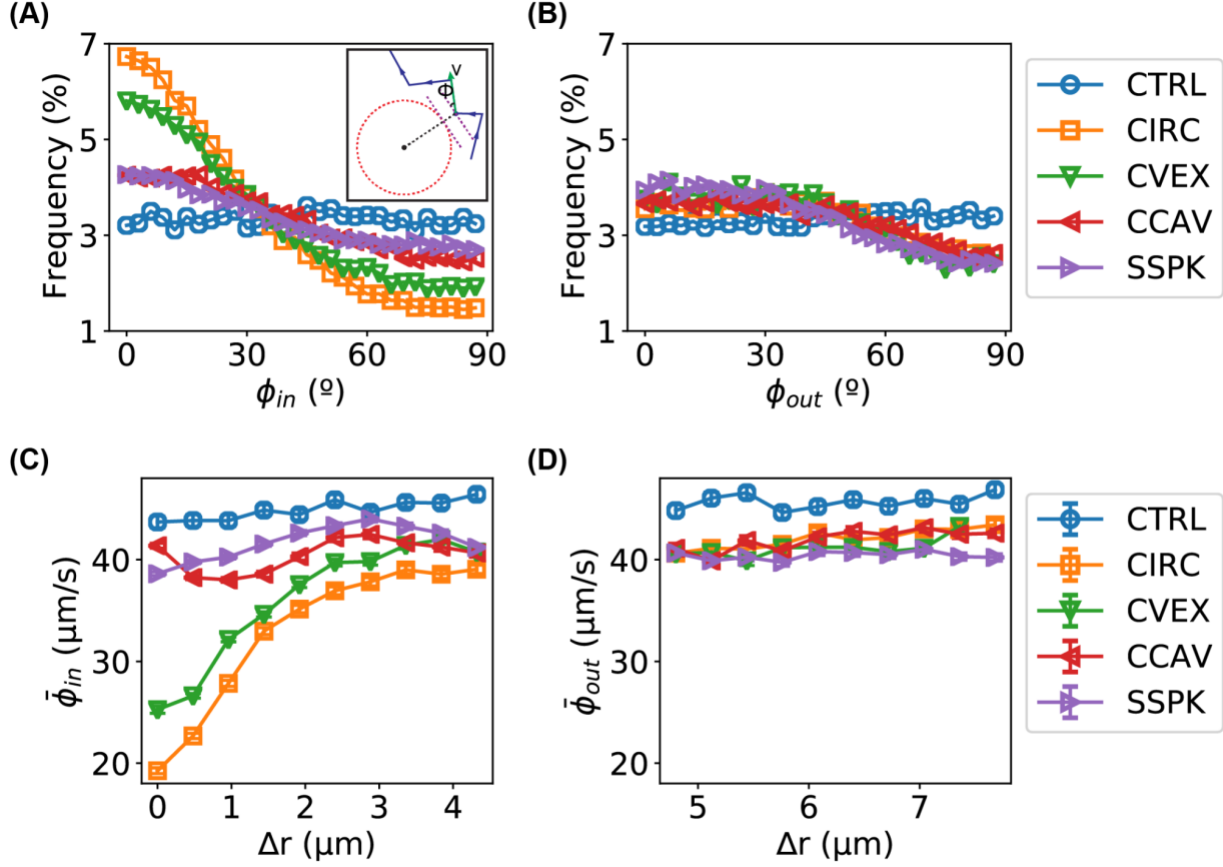 (A)
7
5
3
1
Frequency (%)
0 30 60 90
ϕin (º)
v
Φ
(B)
7
5
3
1
Frequency (%)
0 30 60 90
ϕout (º)
CTRL
CIRC
CVEX
CCAV
SSPK
(C)
40
30
20
ϕ̄in (µm/s)
0 1 2 3 4
Δr (µm)
(D)
40
30
20
ϕ̄out (µm/s)
5 6 7
Δr (µm)
CTRL
CIRC
CVEX
CCAV
SSPK